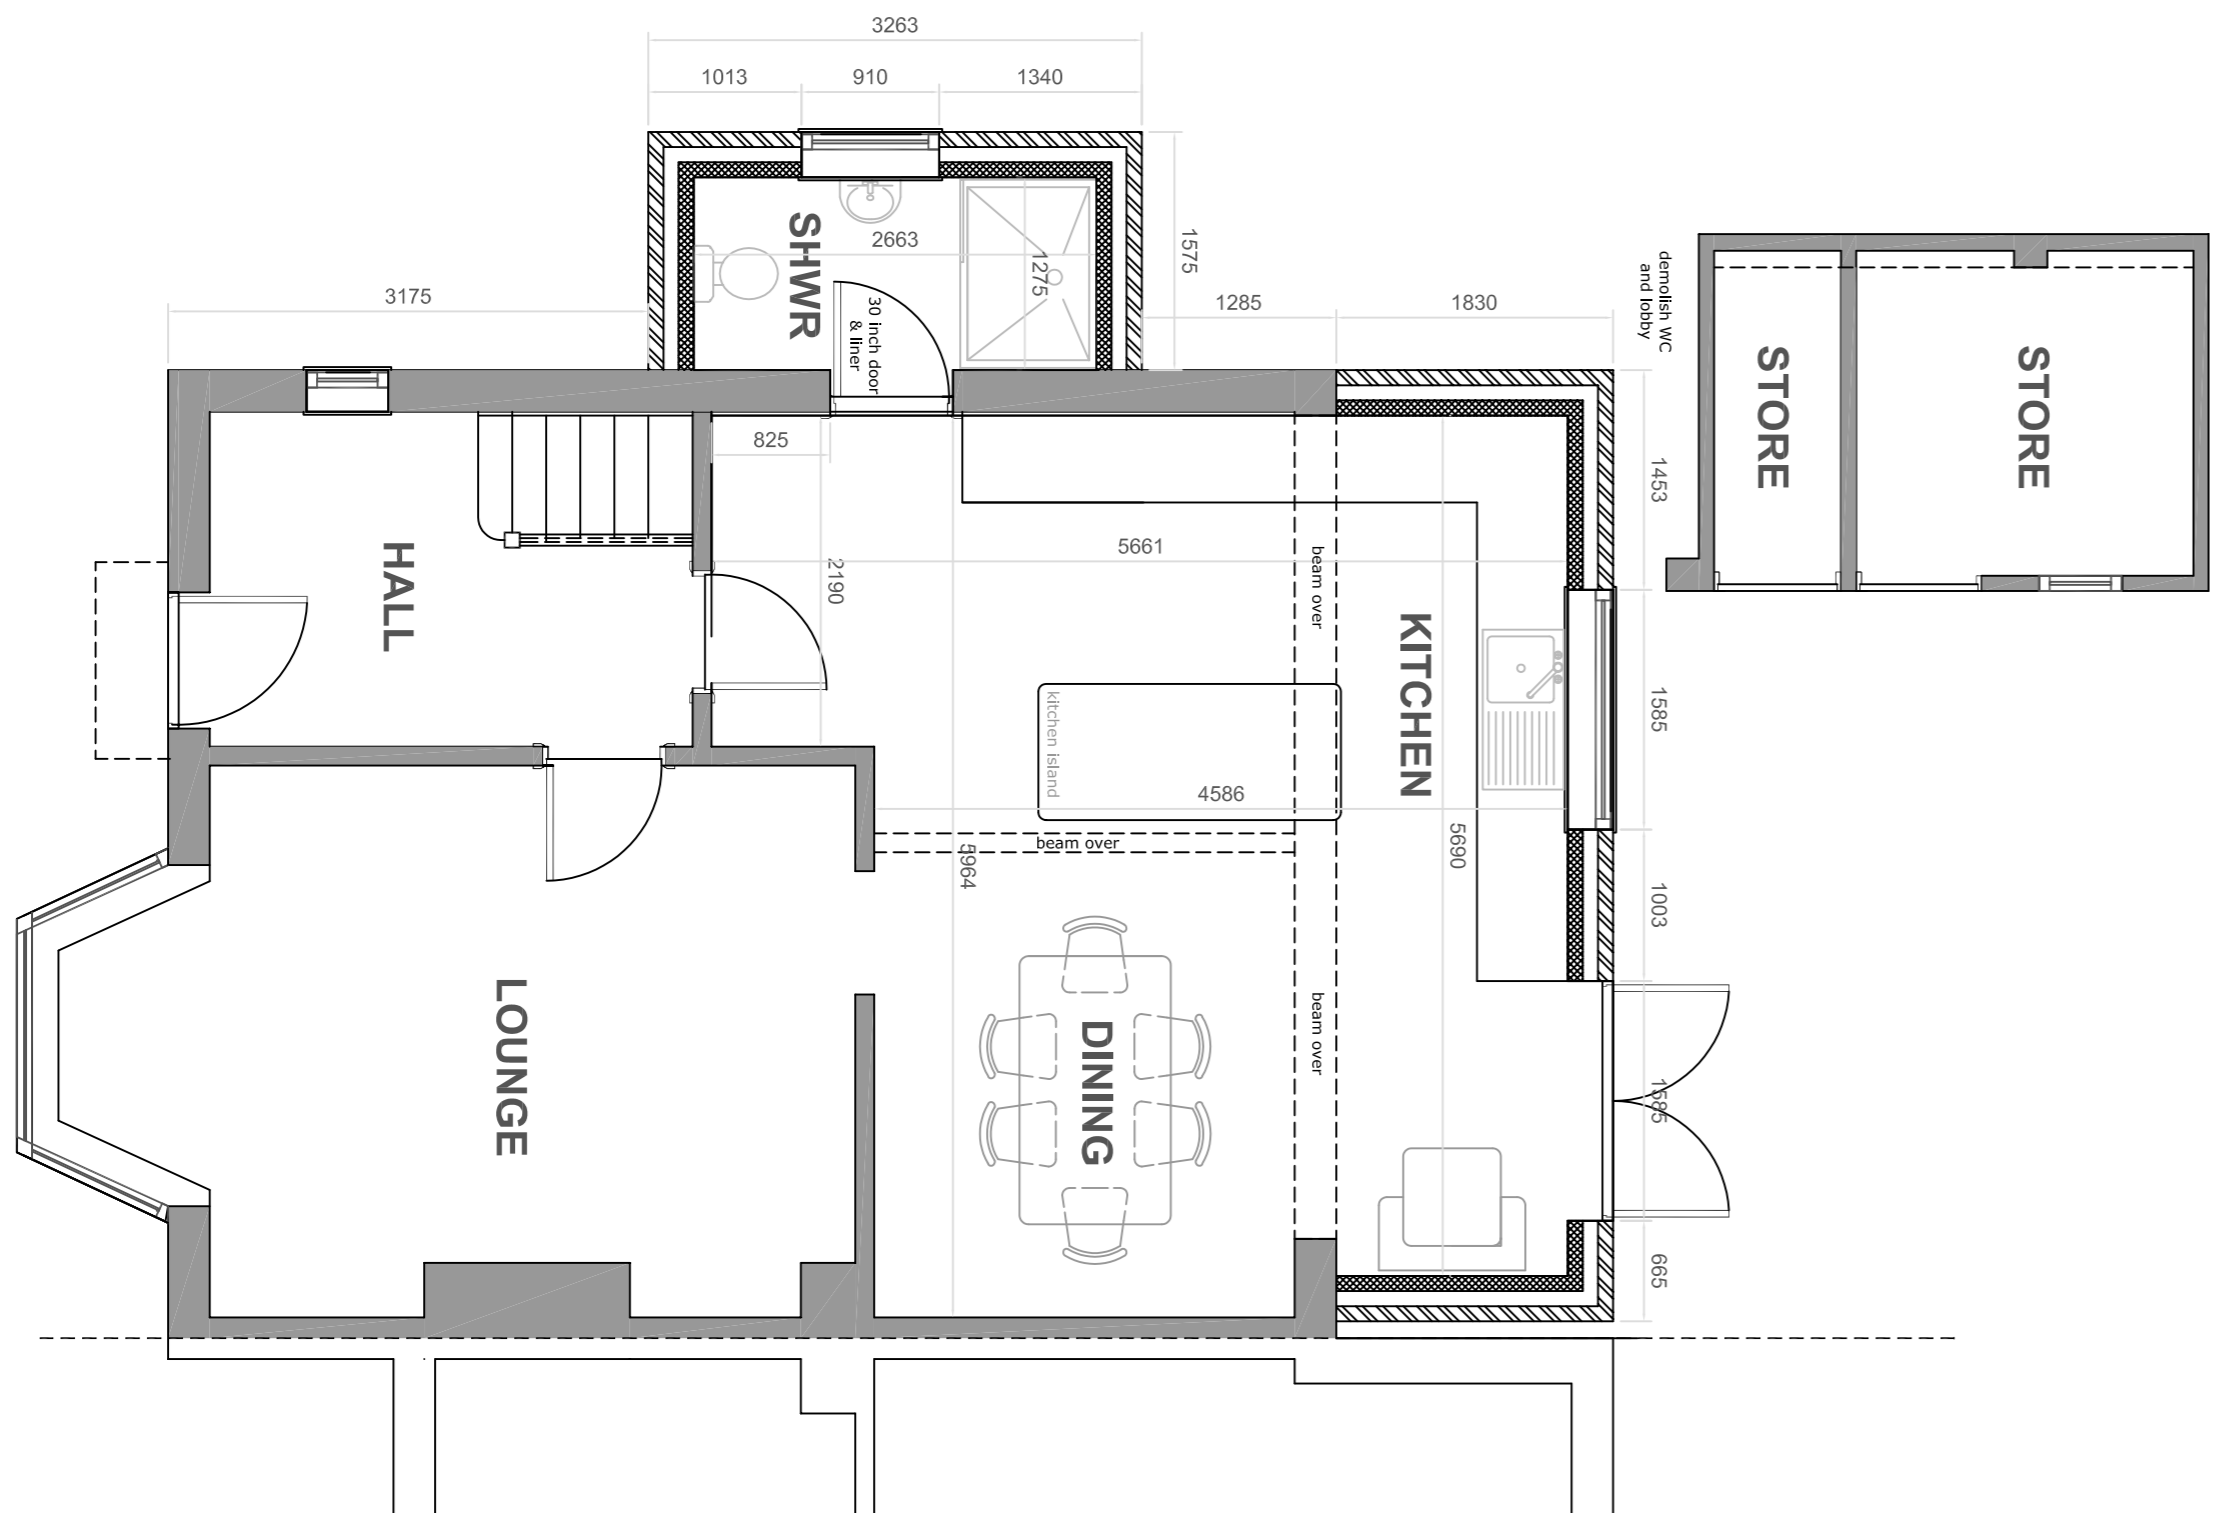 3263
1013
910
1340
SHWR
2663
1275
1575
30 inch door
& liner
3175
1285
1830
demolish WC
and lobby
STORE
STORE
825
1453
HALL
2190
5661
beam over
KITCHEN
kitchen island
1585
4586
beam over
5964
5690
1003
LOUNGE
DINING
beam over
1585
665